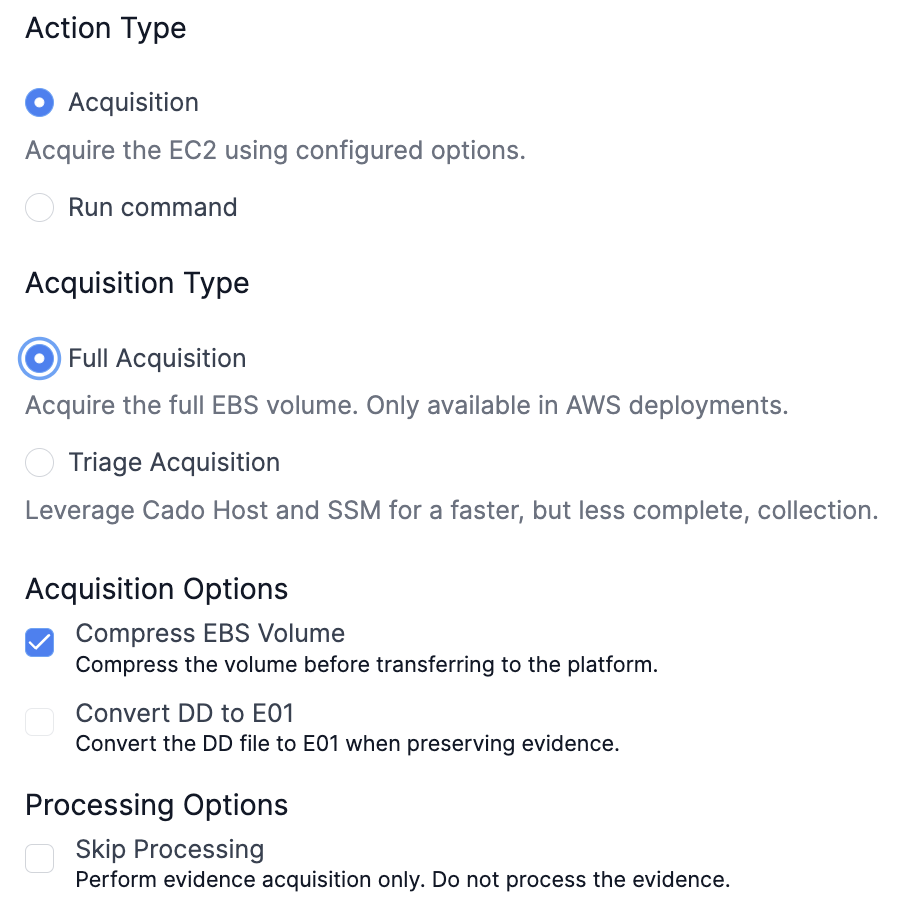 Action Type
Acquisition
Acquire the EC2 using configured options.
Run command
Acquisition Type
Full Acquisition
Acquire the full EBS volume. Only available in AWS deployments.
Triage Acquisition
Leverage Cado Host and SSM for a faster, but less complete, collection.
Acquisition Options
Compress EBS Volume
Compress the volume before transferring to the platform.
Convert DD to E01
Convert the DD file to E01 when preserving evidence.
Processing Options
Skip Processing
Perform evidence acquisition only. Do not process the evidence.